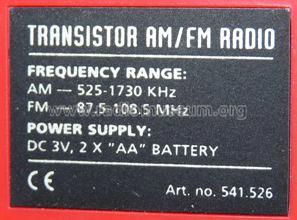 TRANSISTOR AM/FM RADIO
FREQUENCY RANGE:
AM — 525-1730 KHz
FM — 87,5-108,5 MHz
POWER SUPPLY:
DC 3V, 2 X "AA" BATTERY
CE Art. no. 541.526